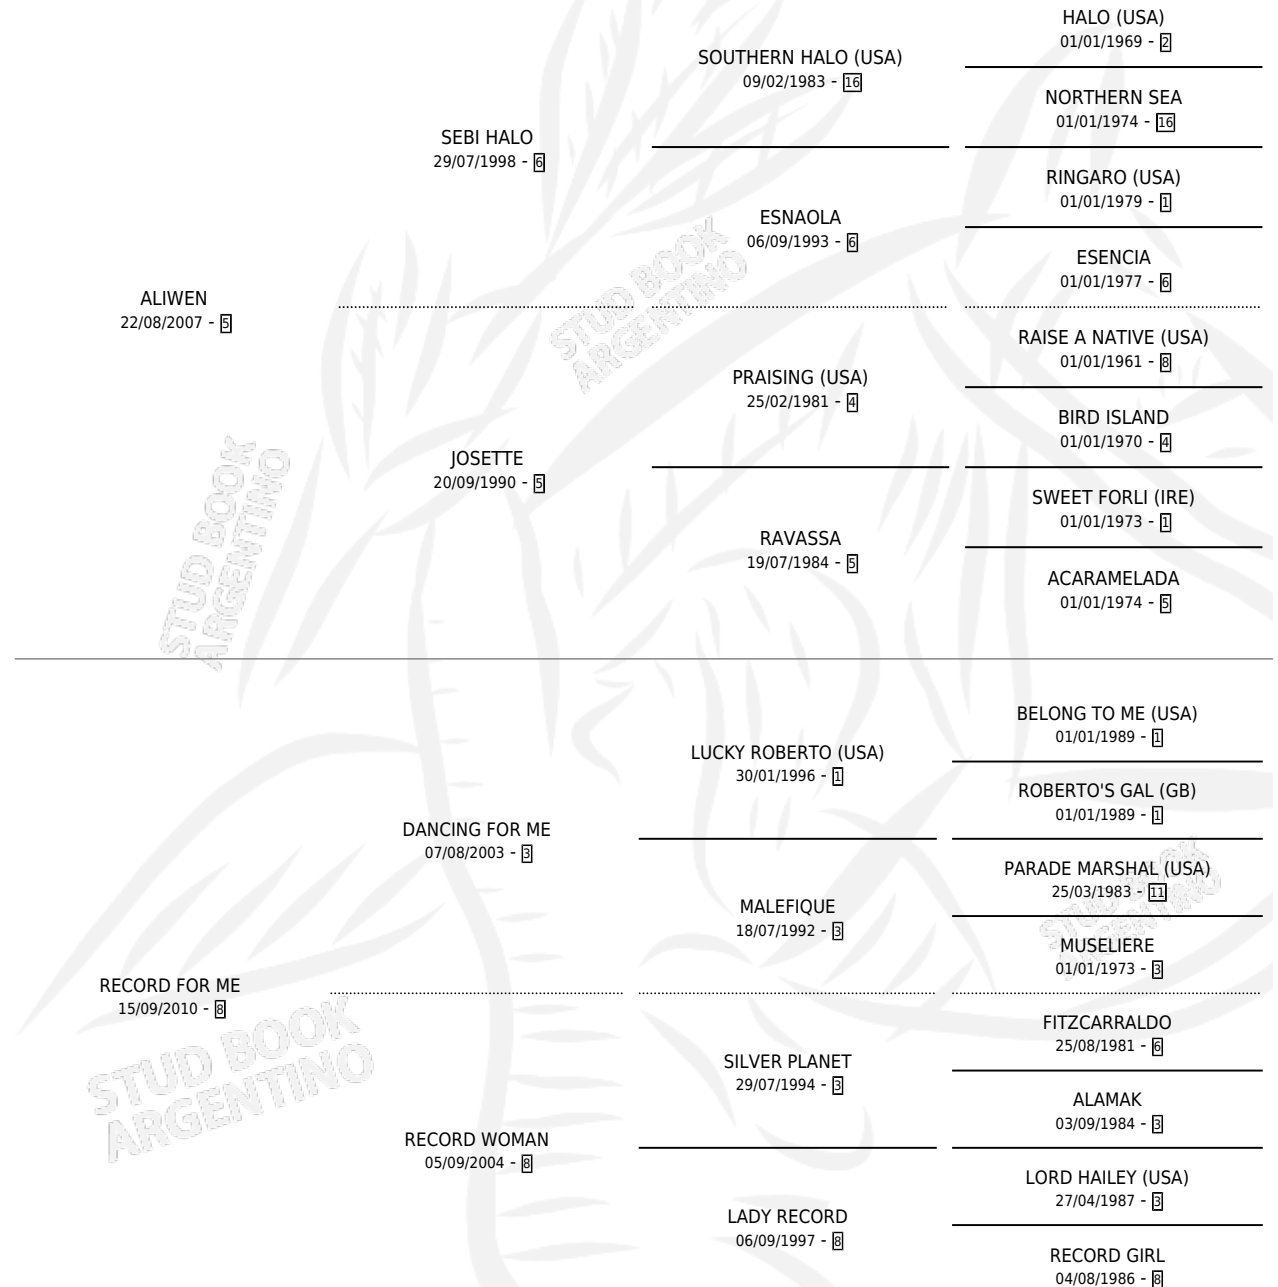 HALO (USA)
01/01/1969 - 2
SOUTHERN HALO (USA)
09/02/1983 - 16
NORTHERN SEA
01/01/1974 - 16
SEBI HALO
29/07/1998 - 6
RINGARO (USA)
01/01/1979 - 1
ESNAOLA
06/09/1993 - 6
ESENCIA
01/01/1977 - 6
ALIWEN
22/08/2007 - 5
RAISE A NATIVE (USA)
01/01/1961 - 8
PRAISING (USA)
25/02/1981 - 4
BIRD ISLAND
01/01/1970 - 4
JOSETTE
20/09/1990 - 5
SWEET FORLI (IRE)
01/01/1973 - 1
RAVASSA
19/07/1984 - 5
ACARAMELADA
01/01/1974 - 5
BELONG TO ME (USA)
01/01/1989 - 1
LUCKY ROBERTO (USA)
30/01/1996 - 1
ROBERTO'S GAL (GB)
01/01/1989 - 1
DANCING FOR ME
07/08/2003 - 3
PARADE MARSHAL (USA)
25/03/1983 - 11
MALEFIQUE
18/07/1992 - 3
MUSELIERE
01/01/1973 - 3
RECORD FOR ME
15/09/2010 - 8
FITZCARRALDO
25/08/1981 - 6
SILVER PLANET
29/07/1994 - 3
ALAMAK
03/09/1984 - 3
RECORD WOMAN
05/09/2004 - 8
LORD HAILEY (USA)
27/04/1987 - 3
LADY RECORD
06/09/1997 - 8
RECORD GIRL
04/08/1986 - 8
STUD BOOK
ARGENTINO
STUD BOOK
ARGENTINO
STUD BOOK
ARGENTINO
STUD BOOK
ARGENTINO